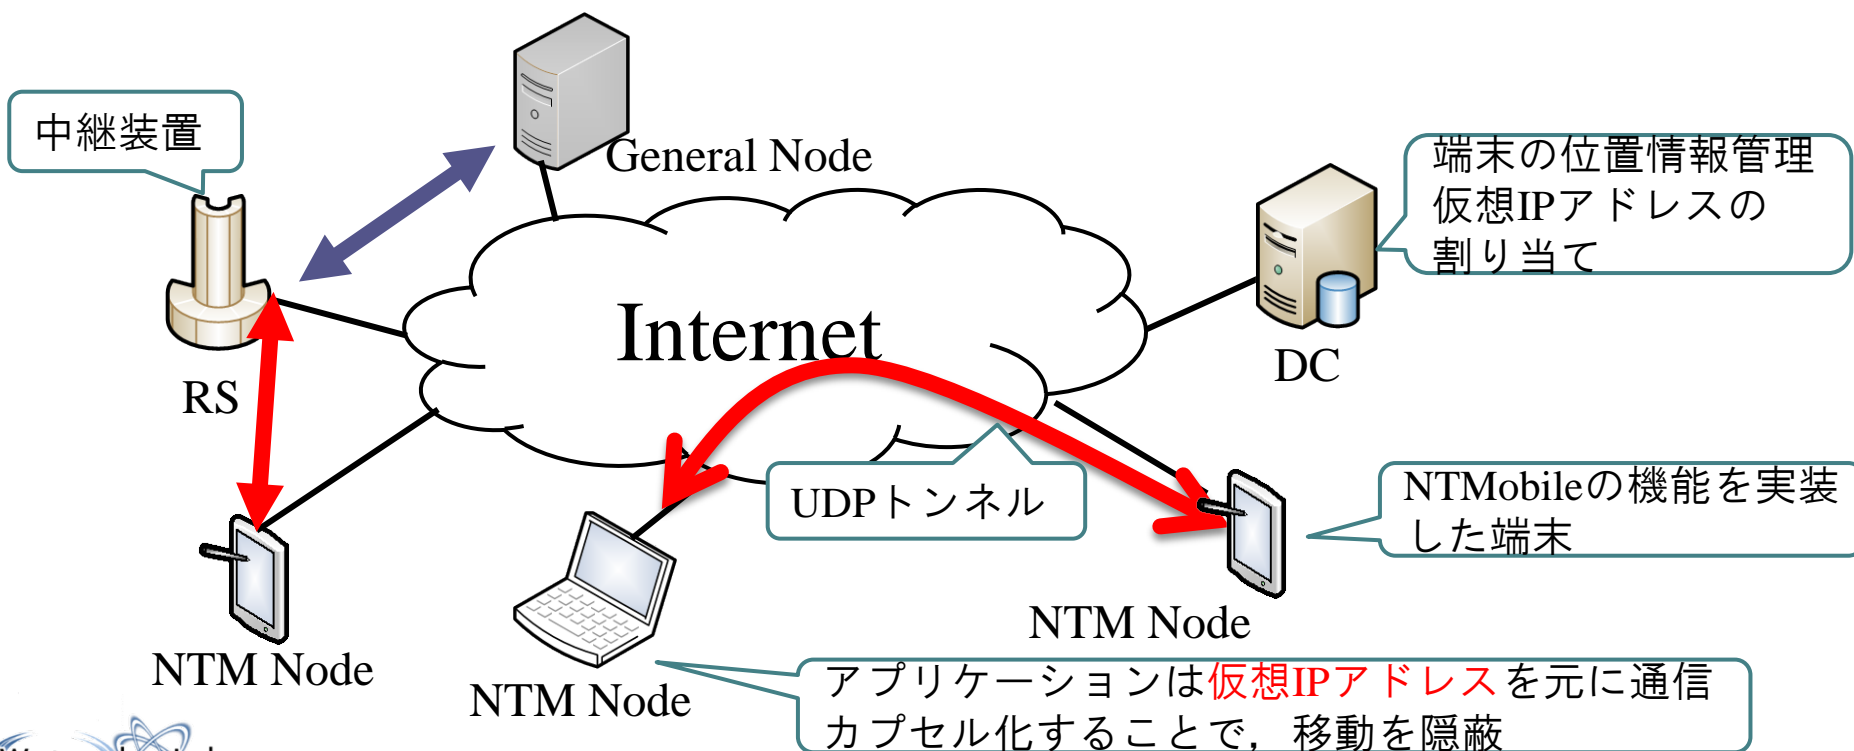 中継装置
General Node
端末の位置情報管理
仮想IPアドレスの
割り当て
Internet
DC
RS
UDPトンネル
NTMobileの機能を実装
した端末
NTM Node
NTM Node
NTM Node
アプリケーションは仮想IPアドレスを元に通信
カプセル化することで，移動を隠蔽